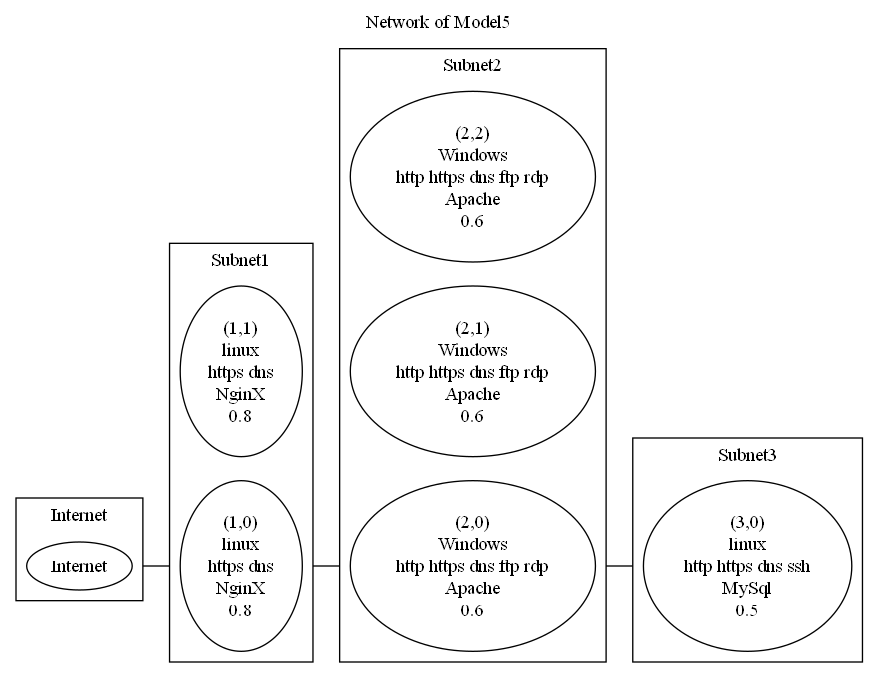 Network of Model5
Internet
Internet
Subnet1
(1,1)
linux
https dns
NginX
0.8
(1,0)
linux
https dns
NginX
0.8
Subnet2
(2,2)
Windows
http https dns ftp rdp
Apache
0.6
(2,1)
Windows
http https dns ftp rdp
Apache
0.6
(2,0)
Windows
http https dns ftp rdp
Apache
0.6
Subnet3
(3,0)
linux
http https dns ssh
MySql
0.5